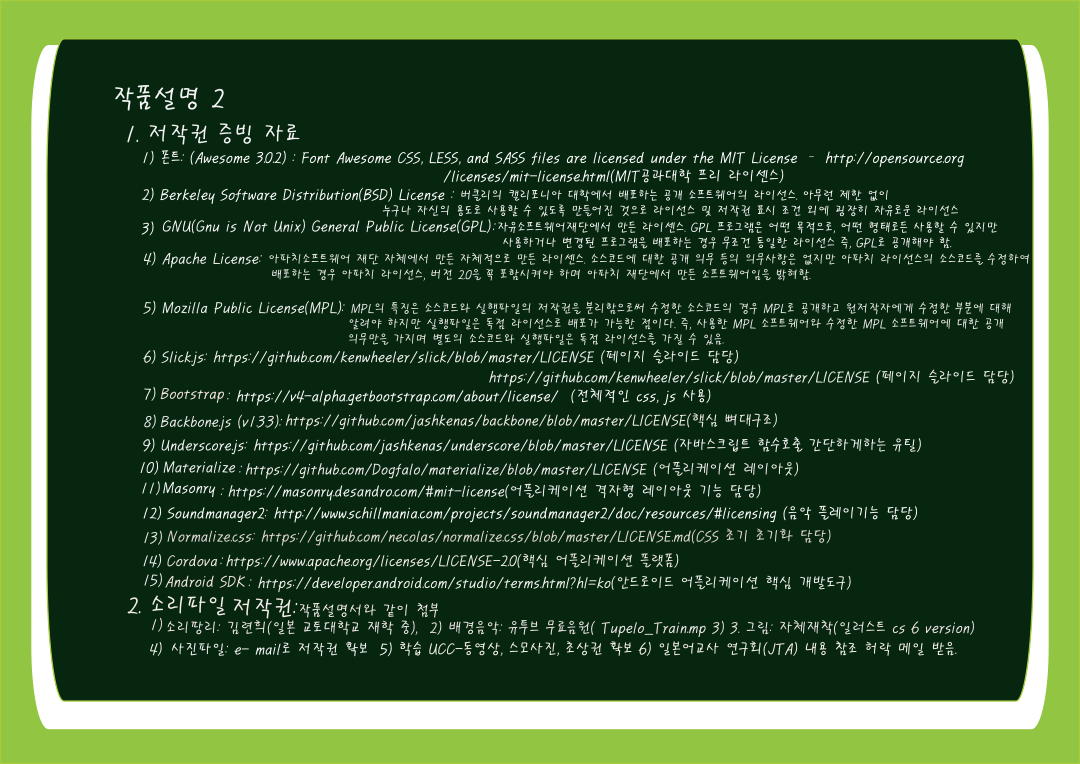 작품설명 2
1. 저작권 증빙 자료
1) 폰트: (Awesome 3.0.2) : Font Awesome CSS, LESS, and SASS files are licensed under the MIT License - http://opensource.org
/licenses/mit-license.html(MIT공과대학 프리 라이센스)
2) Berkeley Software Distribution(BSD) License : 버클리의 캘리포니아 대학에서 배포하는 공개 소프트웨어의 라이선스. 아무런 제한 없이
누구나 자신의 용도로 사용할 수 있도록 만들어진 것으로 라이선스 및 저작권 표시 조건 외에 굉장히 자유로운 라이선스
3) GNU(Gnu is Not Unix) General Public License(GPL):자유소프트웨어재단에서 만든 라이센스. GPL 프로그램은 어떤 목적으로, 어떤 형태로든 사용할 수 있지만
사용하거나 변경된 프로그램을 배포하는 경우 무조건 동일한 라이선스 즉, GPL로 공개해야 함.
4) Apache License: 아파치소프트웨어 재단 자체에서 만든 자체적으로 만든 라이센스. 소스코드에 대한 공개 의무 등의 의무사항은 없지만 아파치 라이선스의 소스코드를 수정하여
배포하는 경우 아파치 라이선스, 버전 2.0을 꼭 포함시켜야 하며 아파치 재단에서 만든 소프트웨어임을 밝혀함.
5) Mozilla Public License(MPL): MPL의 특징은 소스코드와 실행파일의 저작권을 분리함으로써 수정한 소스코드의 경우 MPL로 공개하고 원저작자에게 수정한 부분에 대해
알려야 하지만 실행파일은 독점 라이선스로 배포가 가능한 점이다. 즉, 사용한 MPL 소프트웨어와 수정한 MPL 소프트웨어에 대한 공개
의무만을 가지며 별도의 소스코드와 실행파일은 독점 라이선스를 가질 수 있음.
6) Slick.js: https://github.com/kenwheeler/slick/blob/master/LICENSE (페이지 슬라이드 담당)
https://github.com/kenwheeler/slick/blob/master/LICENSE (페이지 슬라이드 담당)
7) Bootstrap: https://v4-alpha.getbootstrap.com/about/license/ (전체적인 css, js 사용)
8) Backbone.js (v1.3.3): https://github.com/jashkenas/backbone/blob/master/LICENSE(핵심 뼈대구조)
9) Underscore.js: https://github.com/jashkenas/underscore/blob/master/LICENSE (자바스크립트 함수호출 간단하게하는 유틸)
10) Materialize : https://github.com/Dogfalo/materialize/blob/master/LICENSE (어플리케이션 레이아웃)
11)Masonry : https://masonry.desandro.com/#mit-license(어플리케이션 격자형 레이아웃 기능 담당)
12) Soundmanager2: http://www.schillmania.com/projects/soundmanager2/doc/resources/#licensing (음악 플레이기능 담당)
13) Normalize.css: https://github.com/necolas/normalize.css/blob/master/LICENSE.md(CSS 초기 초기화 담당)
14) Cordova: https://www.apache.org/licenses/LICENSE-2.0(핵심 어플리케이션 플랫폼)
15) Android SDK : https://developer.android.com/studio/terms.html?hl=ko(안드로이드 어플리케이션 핵심 개발도구)
2. 소리파일 저작권:작품설명서와 같이 첨부
1)소리팡리: 김련희(일본 교토대학교 재학 중), 2) 배경음악: 유투브 무료음원( Tupelo_Train.mp 3) 3. 그림: 자체재작(일러스트 cs 6 version)
4) 사진파일: e- mail로 저작권 확보 5) 학습 UCC-동영상, 스모사진, 초상권 확보 6) 일본어교사 연구회(JTA) 내용 참조 허락 메일 받음.